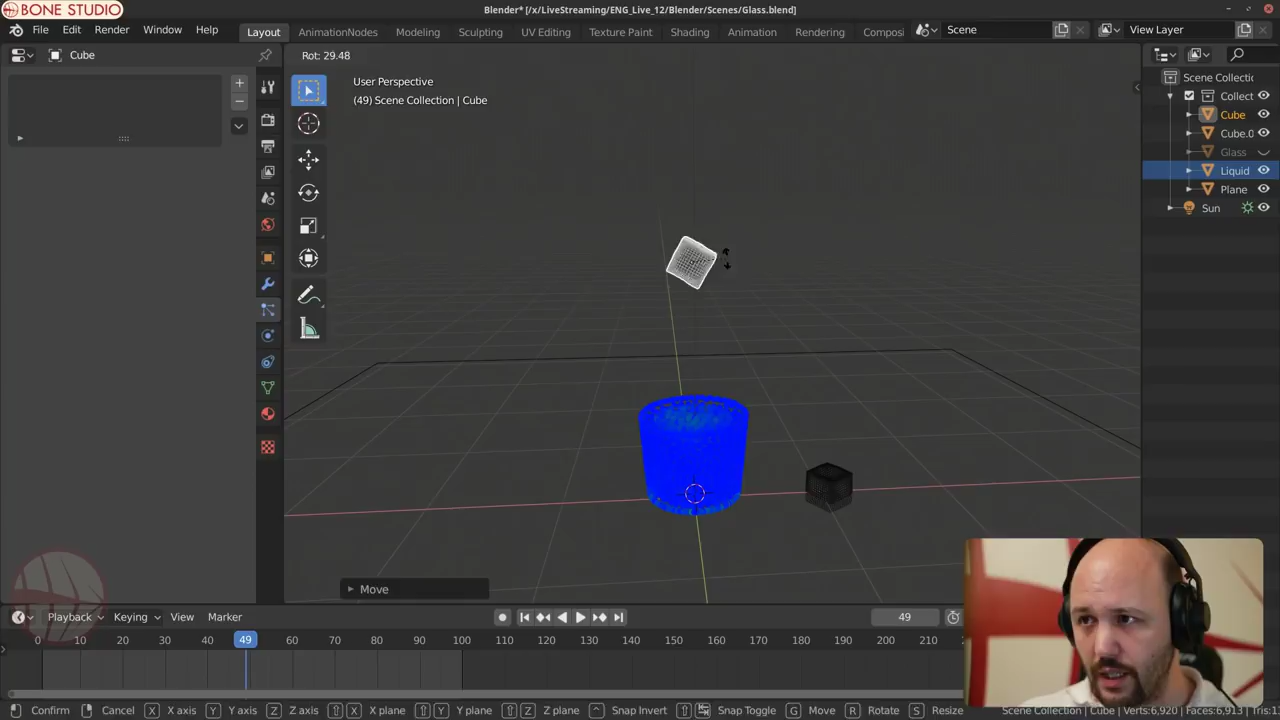 BONE STUDIO
Blender* [/x/LiveStreaming/ENG_Live_12/Blender/Scenes/Glass.blend]
File Edit Render Window Help Layout AnimationNodes Modeling Sculpting UV Editing Texture Paint Shading Animation Rendering Composi Scene View Layer
Cube Rot: 29.48
User Perspective
(49) Scene Collection | Cube
Scene Collectic
Collect
Cube
Cube.0
Glass
Liquid
Plane
Sun
Move
Playback Keying View Marker 49
0 10 20 30 40 49 60 70 80 90 100 110 120 130 140 150 160 170 180 190 200 210
Confirm Cancel X X axis Y Y axis Z Z axis X X plane Y Y plane Z Z plane Snap Invert Snap Toggle G Move R Rotate S Resize Scene Collection | Cube | Verts:6,920 | Faces:6,913 | Tris:1